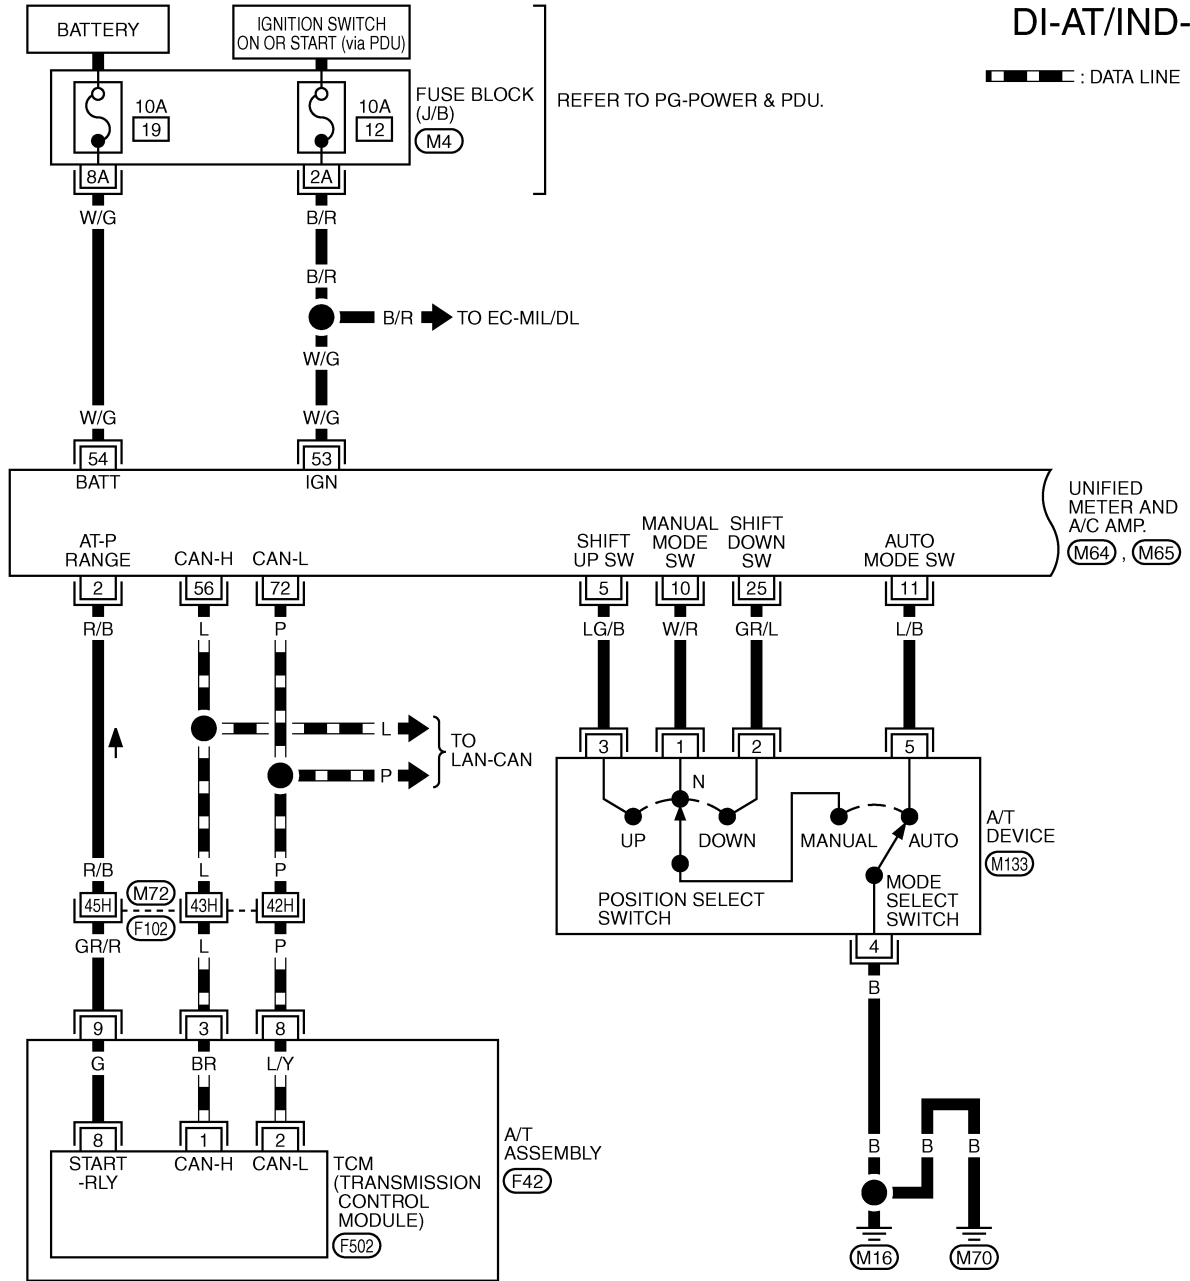 DI-AT/IND-
BATTERY
IGNITION SWITCH
ON OR START (via PDU)
: DATA LINE
10A
19
10A
12
FUSE BLOCK
(J/B)
M4
REFER TO PG-POWER & PDU.
8A
2A
W/G
B/R
B/R
B/R
TO EC-MIL/DL
W/G
W/G
W/G
54
53
BATT
IGN
UNIFIED
METER AND
A/C AMP.
M64 , M65
AT-P
RANGE
CAN-H
CAN-L
SHIFT
UP SW
MANUAL
MODE
SW
SHIFT
DOWN
SW
AUTO
MODE SW
2
56
72
5
10
25
11
R/B
L
P
LG/B
W/R
GR/L
L/B
L
P
TO
LAN-CAN
3
1
2
5
N
UP
DOWN
MANUAL
AUTO
A/T
DEVICE
M133
POSITION SELECT
SWITCH
MODE
SELECT
SWITCH
R/B
L
P
45H
M72
F102
43H
42H
GR/R
L
P
4
B
9
3
8
G
BR
L/Y
8
1
2
START
-RLY
CAN-H
CAN-L
TCM
(TRANSMISSION
CONTROL
MODULE)
F502
A/T
ASSEMBLY
F42
B
B
B
M16
M70